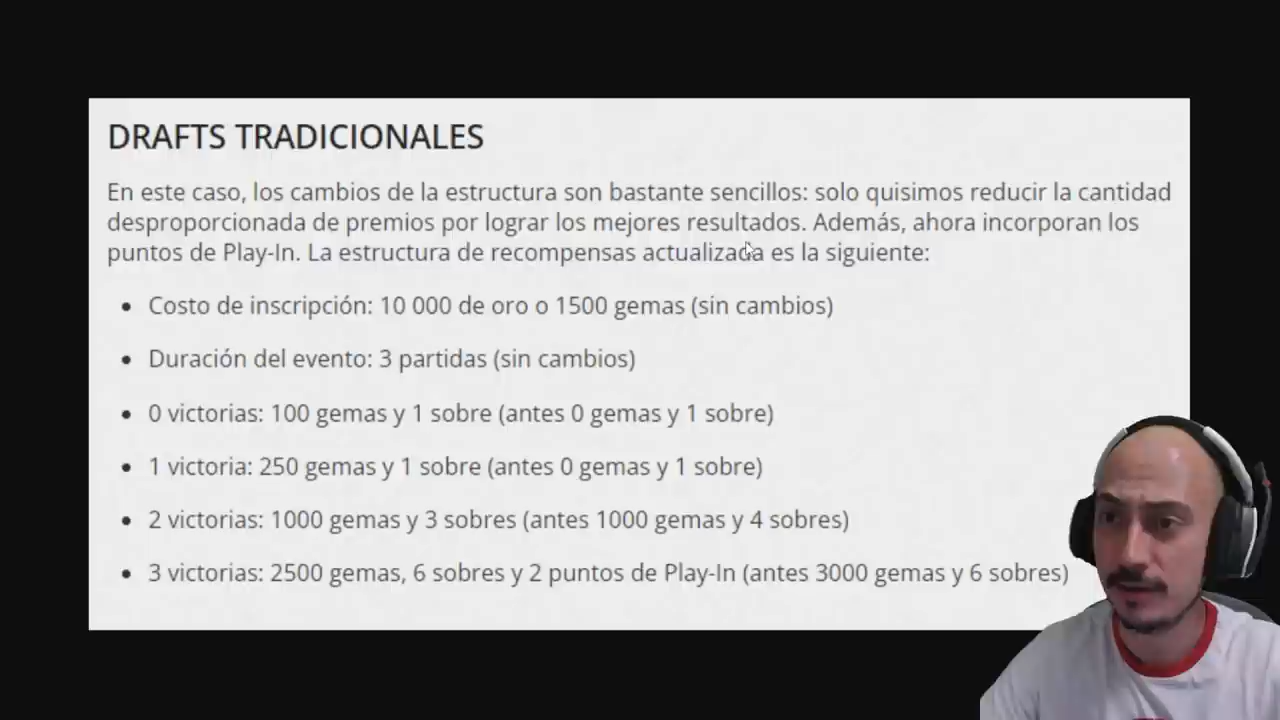 DRAFTS TRADICIONALES
En este caso, los cambios de la estructura son bastante sencillos: solo quisimos reducir la cantidad
desproporcionada de premios por lograr los mejores resultados. Además, ahora incorporan los
puntos de Play-In. La estructura de recompensas actualizada es la siguiente:
• Costo de inscripción: 10 000 de oro o 1500 gemas (sin cambios)
• Duración del evento: 3 partidas (sin cambios)
• 0 victorias: 100 gemas y 1 sobre (antes 0 gemas y 1 sobre)
• 1 victoria: 250 gemas y 1 sobre (antes 0 gemas y 1 sobre)
• 2 victorias: 1000 gemas y 3 sobres (antes 1000 gemas y 4 sobres)
• 3 victorias: 2500 gemas, 6 sobres y 2 puntos de Play-In (antes 3000 gemas y 6 sobres)